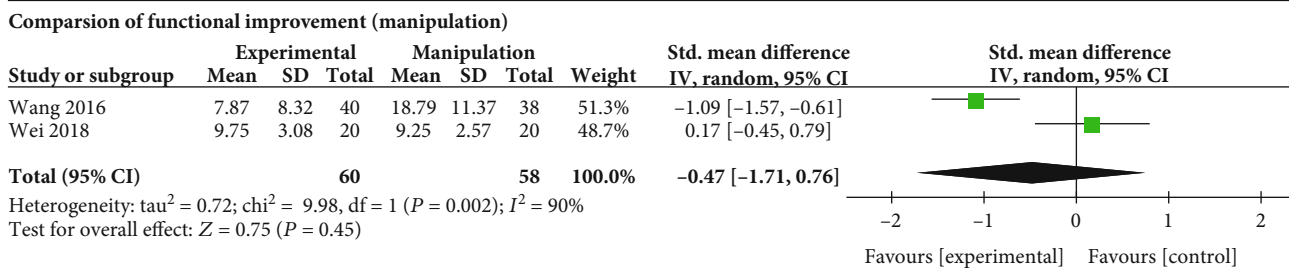 Comparsion of functional improvement (manipulation)
Experimental Manipulation Std. mean difference Std. mean difference
Study or subgroup Mean SD Total Mean SD Total Weight IV, random, 95% CI IV, random, 95% CI
Wang 2016 7.87 8.32 40 18.79 11.37 38 51.3% –1.09 [–1.57, –0.61]
Wei 2018 9.75 3.08 20 9.25 2.57 20 48.7% 0.17 [–0.45, 0.79]
Total (95% CI) 60 58 100.0% –0.47 [–1.71, 0.76]
Heterogeneity: tau² = 0.72; chi² = 9.98, df = 1 (P = 0.002); I² = 90%
Test for overall effect: Z = 0.75 (P = 0.45)
–2 –1 0 1 2
Favours [experimental] Favours [control]